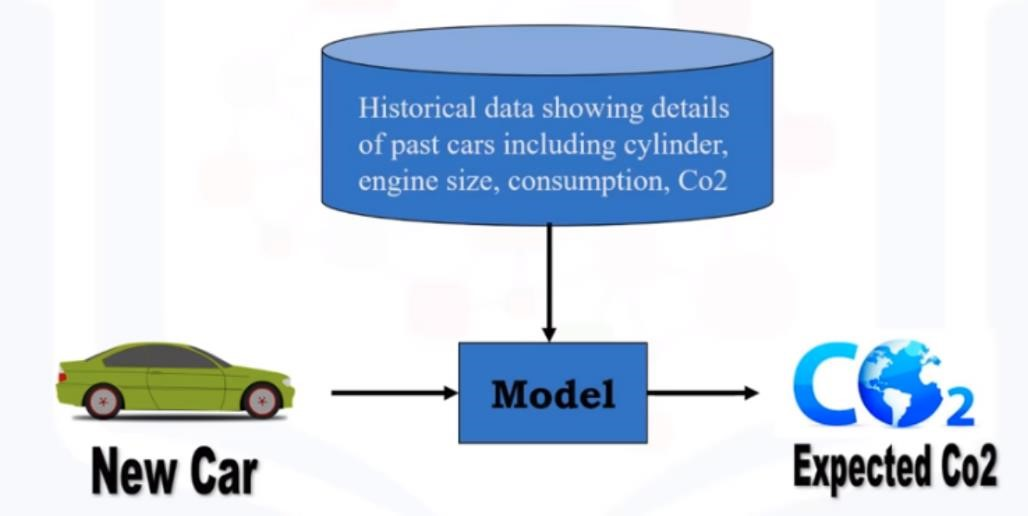 Historical data showing details
of past cars including cylinder,
engine size, consumption, Co2
Model
CO2
New Car
Expected Co2